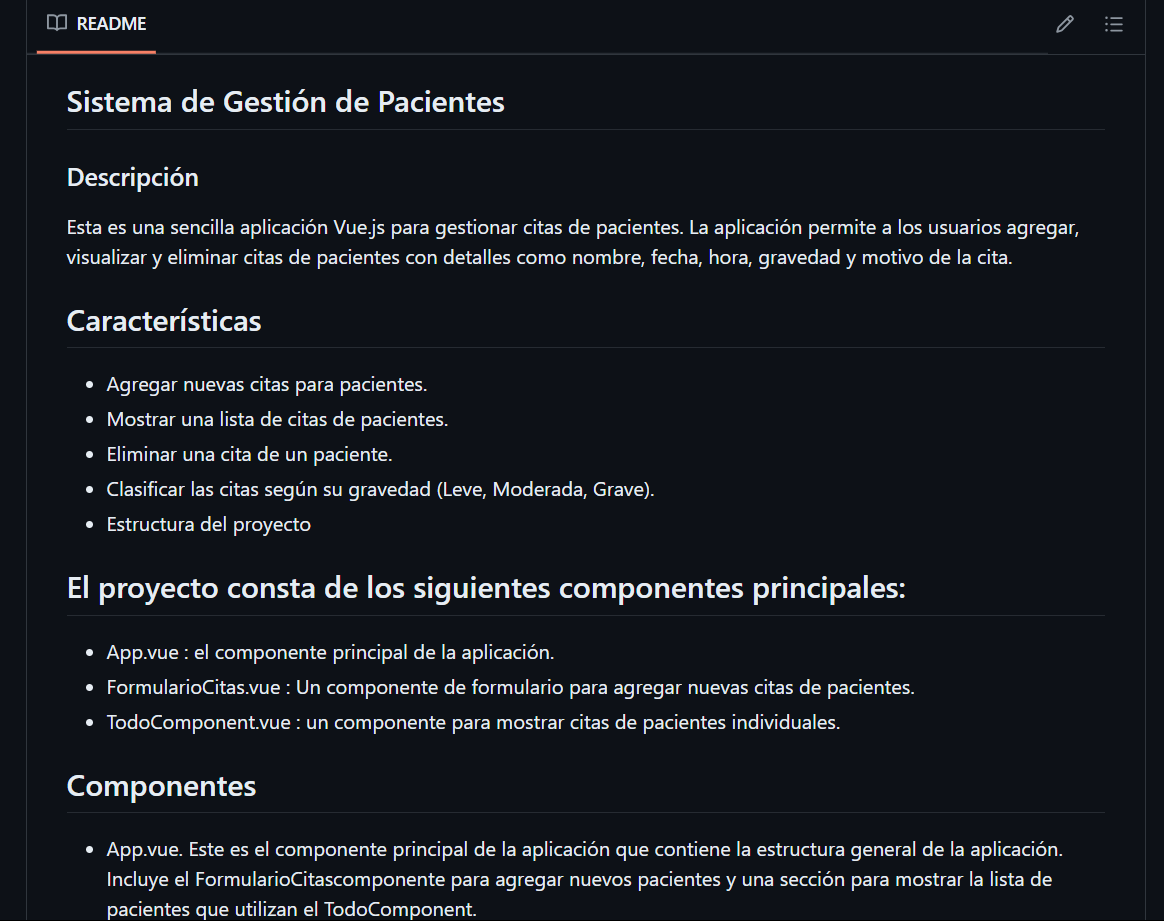 README
Sistema de Gestión de Pacientes
Descripción
Esta es una sencilla aplicación Vue.js para gestionar citas de pacientes. La aplicación permite a los usuarios agregar,
visualizar y eliminar citas de pacientes con detalles como nombre, fecha, hora, gravedad y motivo de la cita.
Características
• Agregar nuevas citas para pacientes.
• Mostrar una lista de citas de pacientes.
• Eliminar una cita de un paciente.
• Clasificar las citas según su gravedad (Leve, Moderada, Grave).
• Estructura del proyecto
El proyecto consta de los siguientes componentes principales:
• App.vue : el componente principal de la aplicación.
• FormularioCitas.vue : Un componente de formulario para agregar nuevas citas de pacientes.
• TodoComponent.vue : un componente para mostrar citas de pacientes individuales.
Componentes
• App.vue. Este es el componente principal de la aplicación que contiene la estructura general de la aplicación.
Incluye el FormularioCitascomponente para agregar nuevos pacientes y una sección para mostrar la lista de
pacientes que utilizan el TodoComponent.